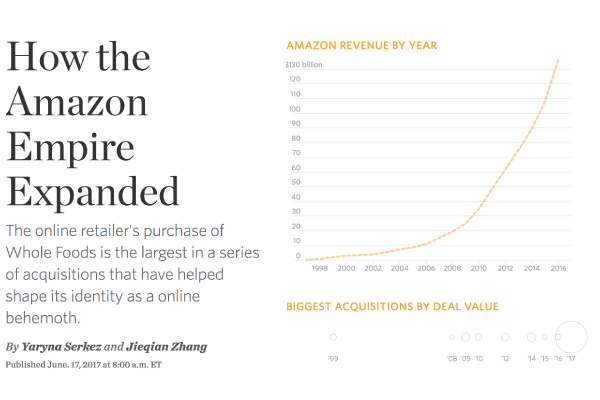 How the
Amazon
Empire
Expanded
The online retailer's purchase of
Whole Foods is the largest in a series
of acquisitions that have helped
shape its identity as a online
behemoth.
By Yaryna Serkez and Jieqian Zhang
Published June. 17, 2017 at 8:00 a.m. ET
AMAZON REVENUE BY YEAR
$130 billion
120
110
100
90
80
70
60
50
40
30
20
10
0
1998 2000 2002 2004 2006 2008 2010 2012 2014 2016
BIGGEST ACQUISITIONS BY DEAL VALUE
'99 '08 '09 '10 '12 '14 '15 '16 '17